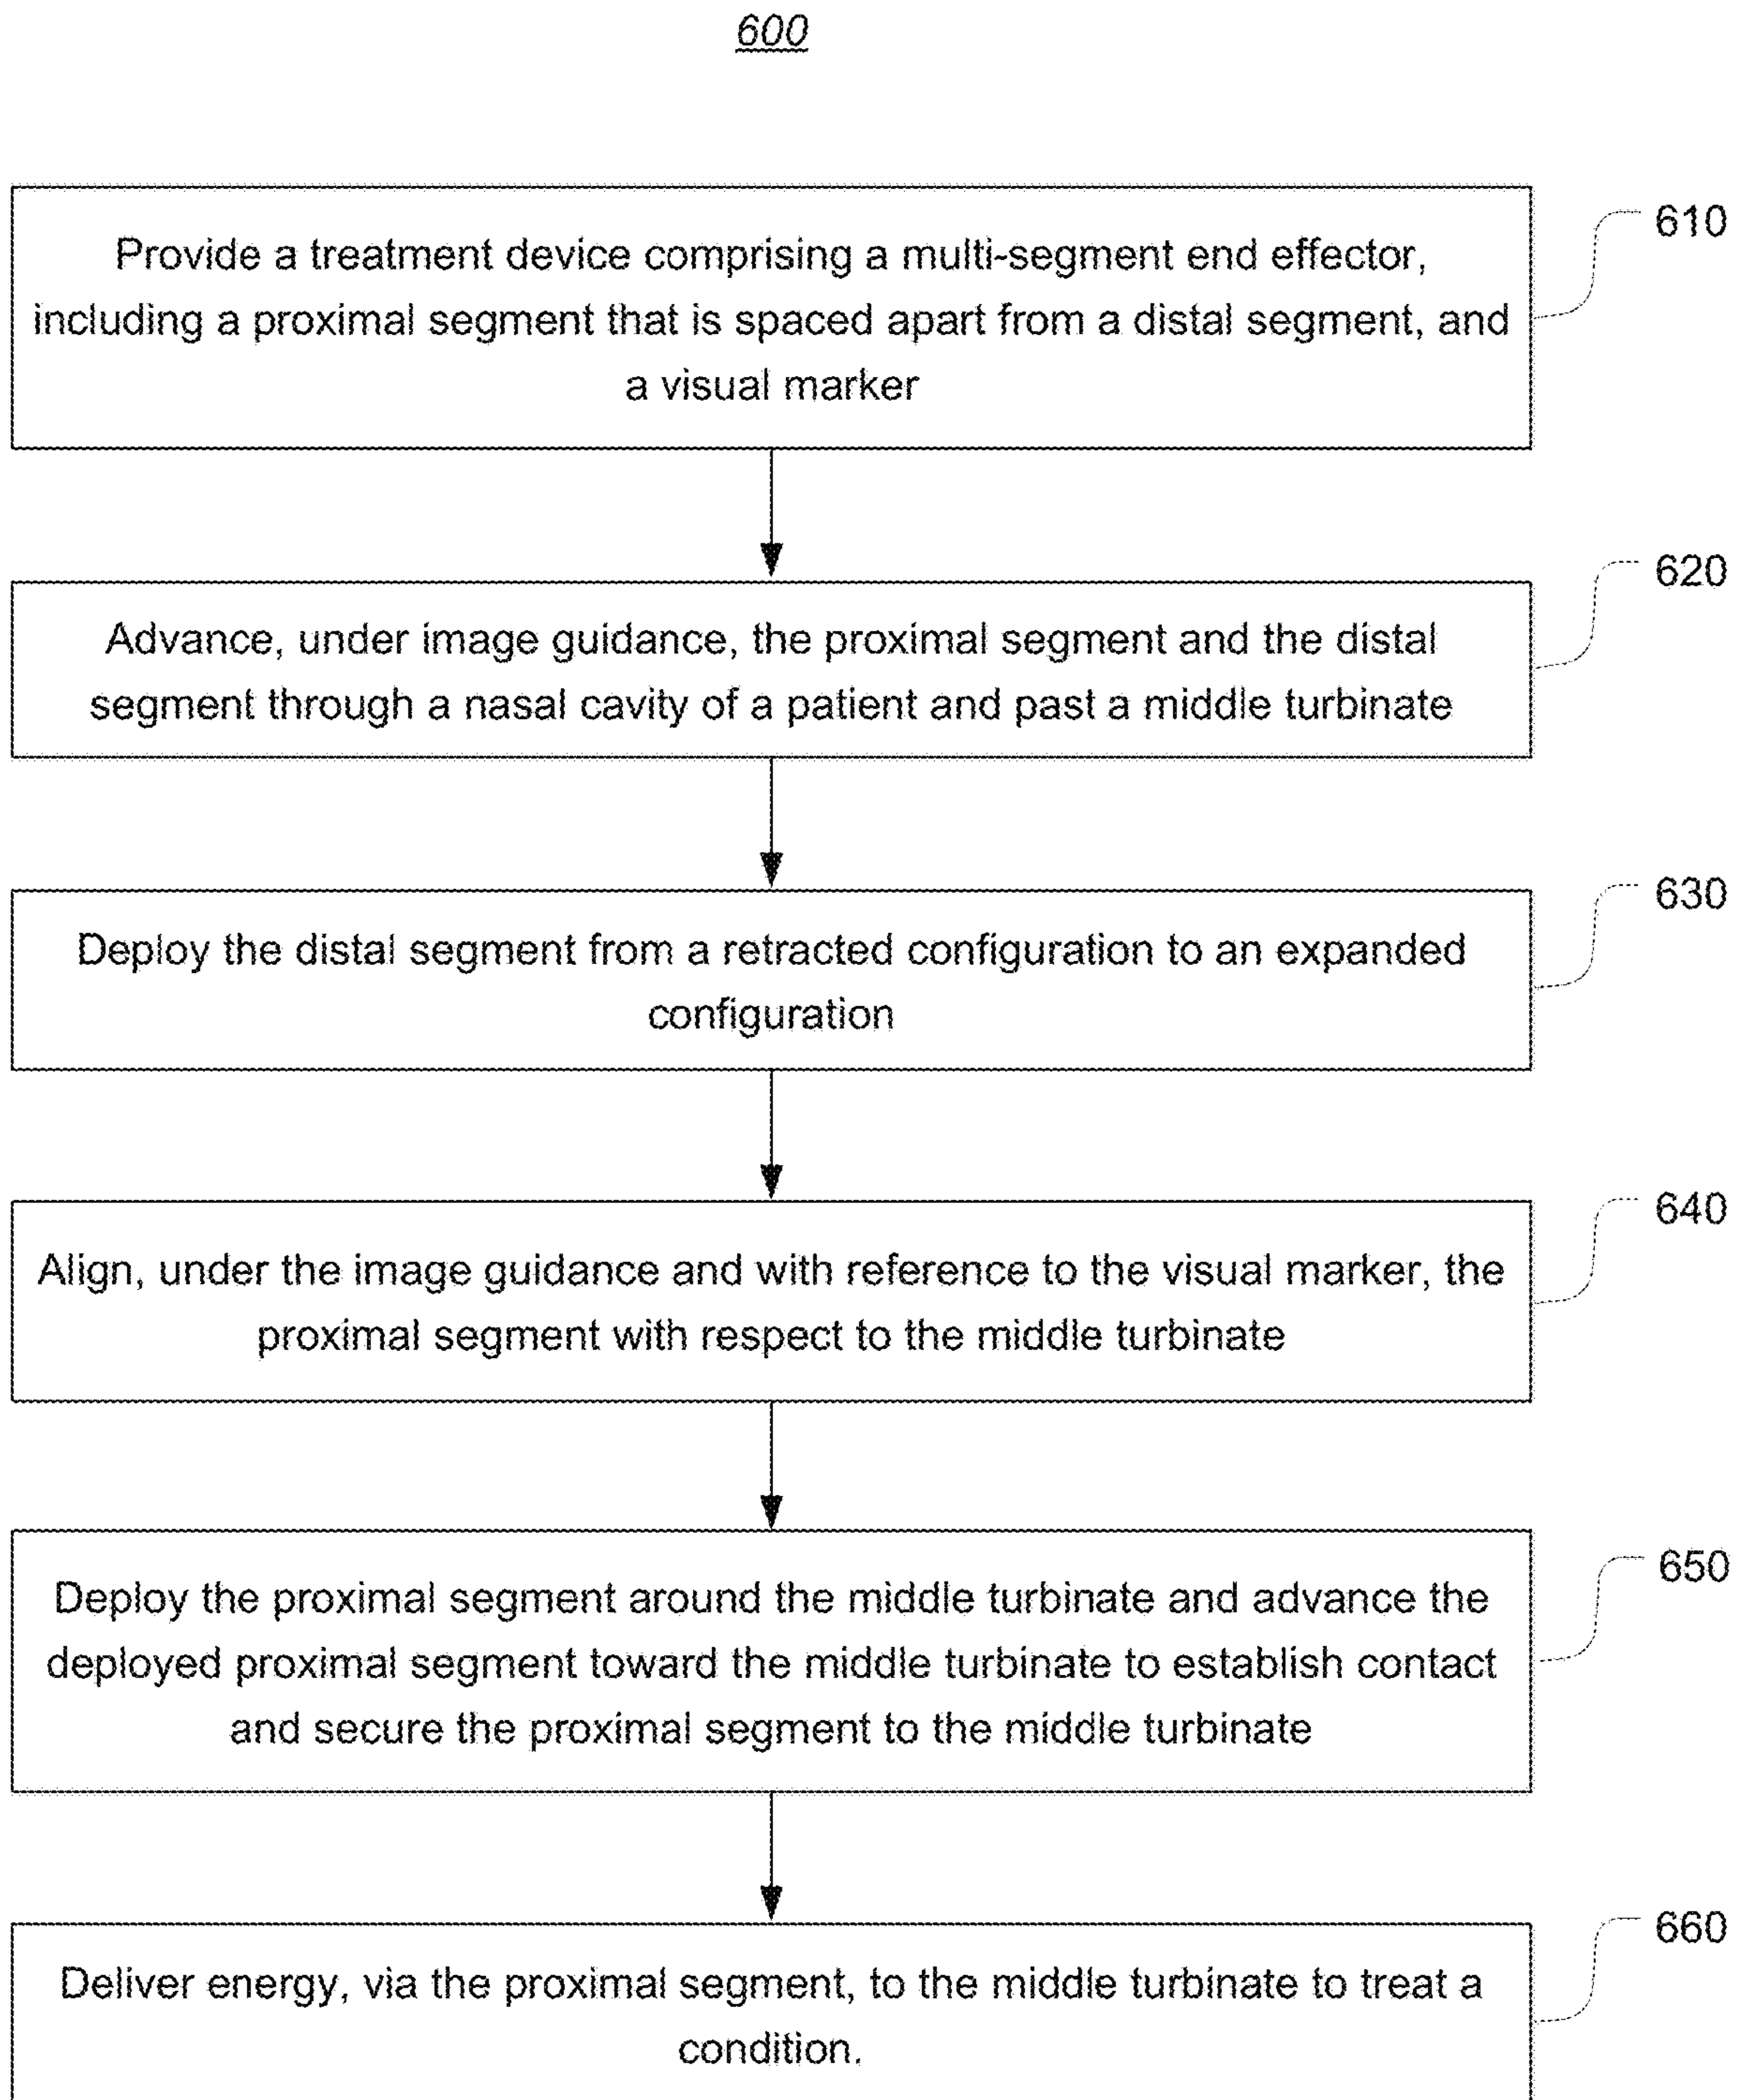 600
Provide a treatment device comprising a multi-segment end effector,
including a proximal segment that is spaced apart from a distal segment, and
a visual marker
610
Advance, under image guidance, the proximal segment and the distal
segment through a nasal cavity of a patient and past a middle turbinate
620
Deploy the distal segment from a retracted configuration to an expanded
configuration
630
Align, under the image guidance and with reference to the visual marker, the
proximal segment with respect to the middle turbinate
640
Deploy the proximal segment around the middle turbinate and advance the
deployed proximal segment toward the middle turbinate to establish contact
and secure the proximal segment to the middle turbinate
650
Deliver energy, via the proximal segment, to the middle turbinate to treat a
condition.
660